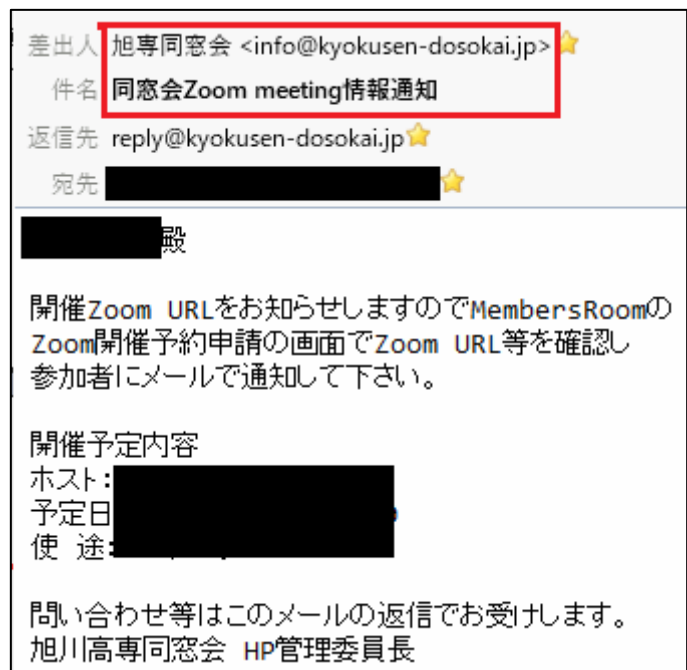 差出人 旭専同窓会 <info@kyokusen-dosokai.jp>
件名 同窓会Zoom meeting情報通知
返信先 reply@kyokusen-dosokai.jp
宛先
殿
開催Zoom URLをお知らせしますのでMembersRoomの
Zoom開催予約申請の画面でZoom URL等を確認し
参加者にメールで通知して下さい。
開催予定内容
ホスト:
予定日
使 途:
問い合わせ等はこのメールの返信でお受けします。
旭川高専同窓会 HP管理委員長